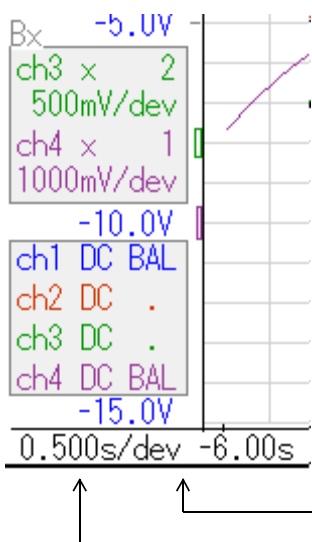 -5.0V
Bx
ch3 x 2
500mV/dev
ch4 x 1
1000mV/dev
-10.0V
ch1 DC BAL
ch2 DC .
ch3 DC .
ch4 DC BAL
-15.0V
0.500s/dev -6.00s